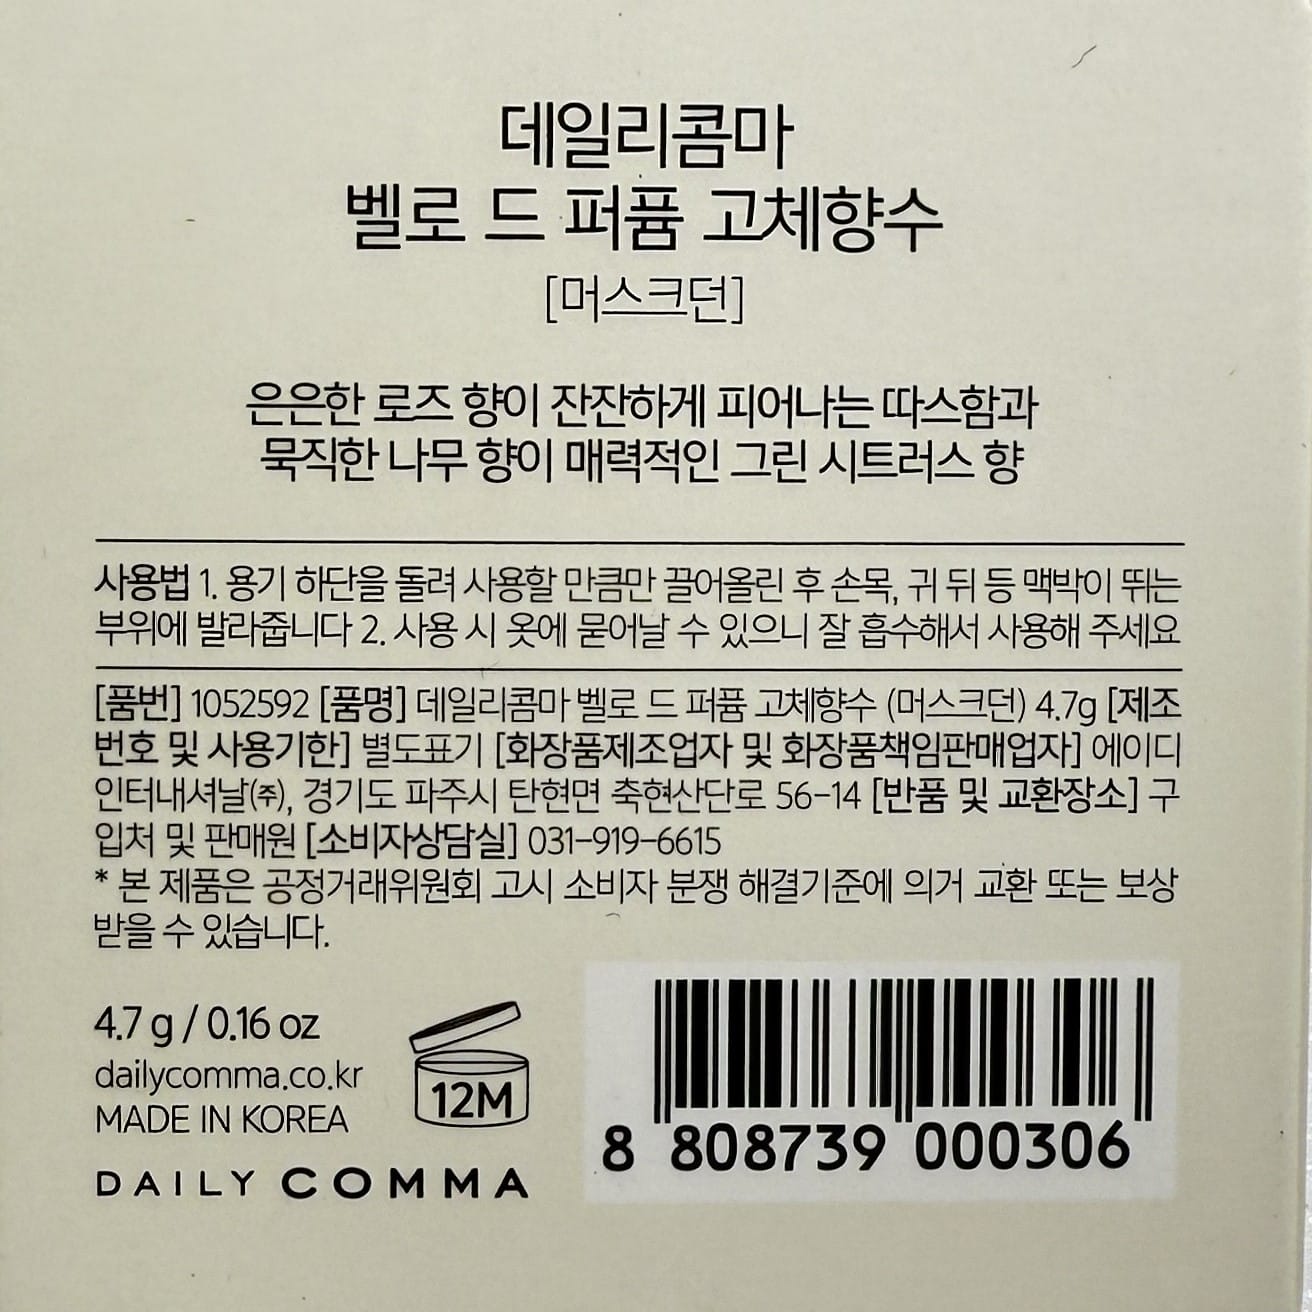 데일리콤마
벨로 드 퍼퓸 고체향수
[머스크던]
은은한 로즈 향이 잔잔하게 피어나는 따스함과
묵직한 나무 향이 매력적인 그린 시트러스 향
사용법 1. 용기 하단을 돌려 사용할 만큼만 끌어올린 후 손목, 귀 뒤 등 맥박이 뛰는
부위에 발라줍니다 2. 사용 시 옷에 묻어날 수 있으니 잘 흡수해서 사용해 주세요
[품번] 1052592 [품명] 데일리콤마 벨로 드 퍼퓸 고체향수 (머스크던) 4.7g [제조
번호 및 사용기한] 별도표기 [화장품제조업자 및 화장품책임판매업자] 에이디
인터내셔날㈜, 경기도 파주시 탄현면 축현산단로 56-14 [반품 및 교환장소] 구
입처 및 판매원 [소비자상담실] 031-919-6615
* 본 제품은 공정거래위원회 고시 소비자 분쟁 해결기준에 의거 교환 또는 보상
받을 수 있습니다.
4.7 g / 0.16 oz
dailycomma.co.kr
MADE IN KOREA
12M
DAILY COMMA
8 808739 000306